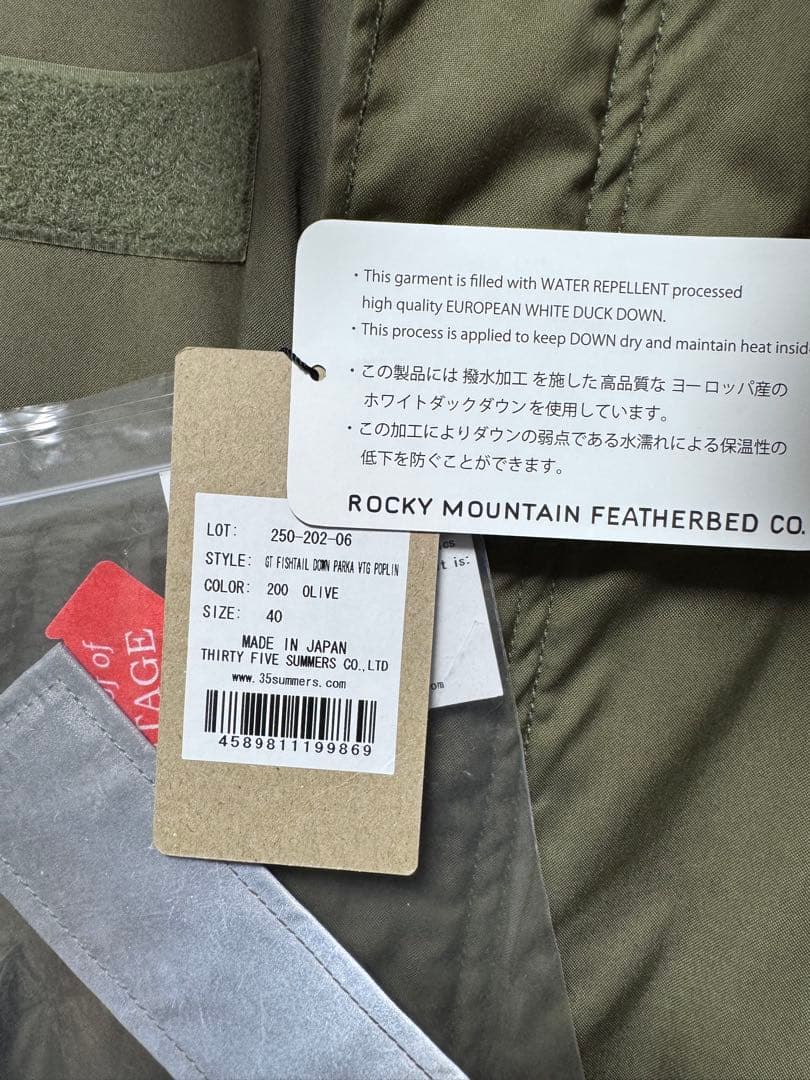 ・This garment is filled with WATER REPELLENT processed
high quality EUROPEAN WHITE DUCK DOWN.
・This process is applied to keep DOWN dry and maintain heat insid
・この製品には 撥水加工 を施した 高品質な ヨーロッパ産の
ホワイトダックダウンを使用しています。
・この加工によりダウンの弱点である水濡れによる保温性の
低下を防ぐことができます。
ROCKY MOUNTAIN FEATHERBED CO.
LOT: 250-202-06
STYLE: GT FISHTAIL DOWN PARKA VTG POPLIN
COLOR: 200 OLIVE
SIZE: 40
MADE IN JAPAN
THIRTY FIVE SUMMERS CO.,LTD
www.35summers.com
4589811199869
cs
t is:
om
of
TAGE